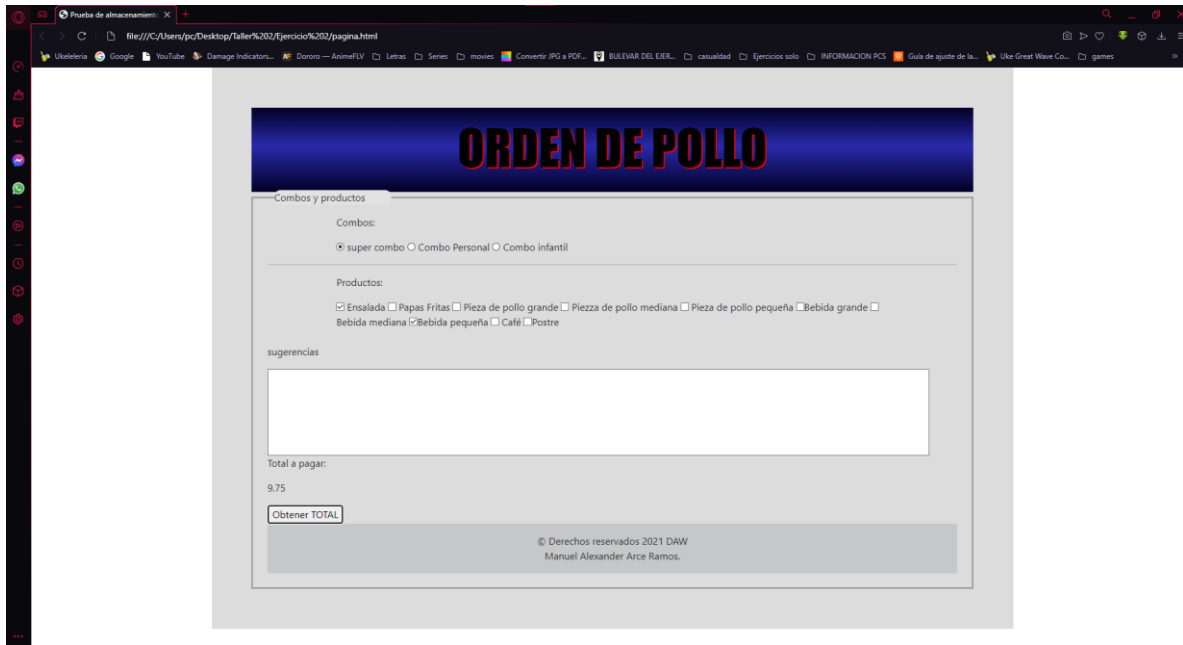 Prueba de almacenamient
file:///C:/Users/pc/Desktop/Taller%202/Ejercicio%202/pagina.html
Ukeleleria Google YouTube Damage Indicators... Dororo — AnimeFLV Letras Series movies Convertir JPG a PDF... BULEVAR DEL EJER... casualdad Ejercicios solo INFORMACION PCS Guía de ajuste de la... Uke Great Wave Co... games
ORDEN DE POLLO
Combos y productos
Combos:
super combo Combo Personal Combo infantil
Productos:
Ensalada Papas Fritas Pieza de pollo grande Piezza de pollo mediana Pieza de pollo pequeña Bebida grande
Bebida mediana Bebida pequeña Café Postre
sugerencias
Total a pagar:
9.75
Obtener TOTAL
© Derechos reservados 2021 DAW
Manuel Alexander Arce Ramos.